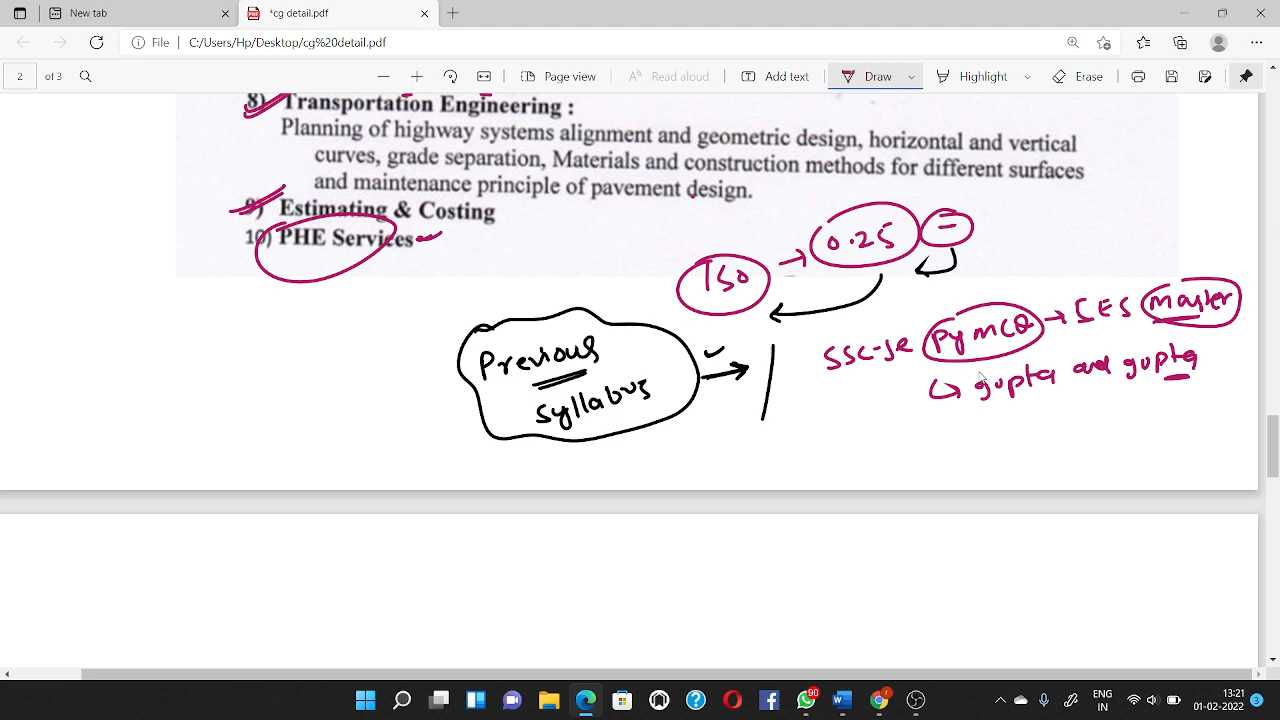 New tab
*cg detail.pdf
File
C:/Users/Hp/Desktop/cg%20detail.pdf
2 of 3
Page view
Read aloud
Add text
Draw
Highlight
Erase
8) Transportation Engineering :
Planning of highway systems alignment and geometric design, horizontal and vertical
curves, grade separation, Materials and construction methods for different surfaces
and maintenance principle of pavement design.
9) Estimating & Costing
10) PHE Services
150 → 0.25 =
Previous
syllabus
SSC-JE PyMCQ → SES master
gupta and gupta
90
ENG
IN
13:21
01-02-2022
3